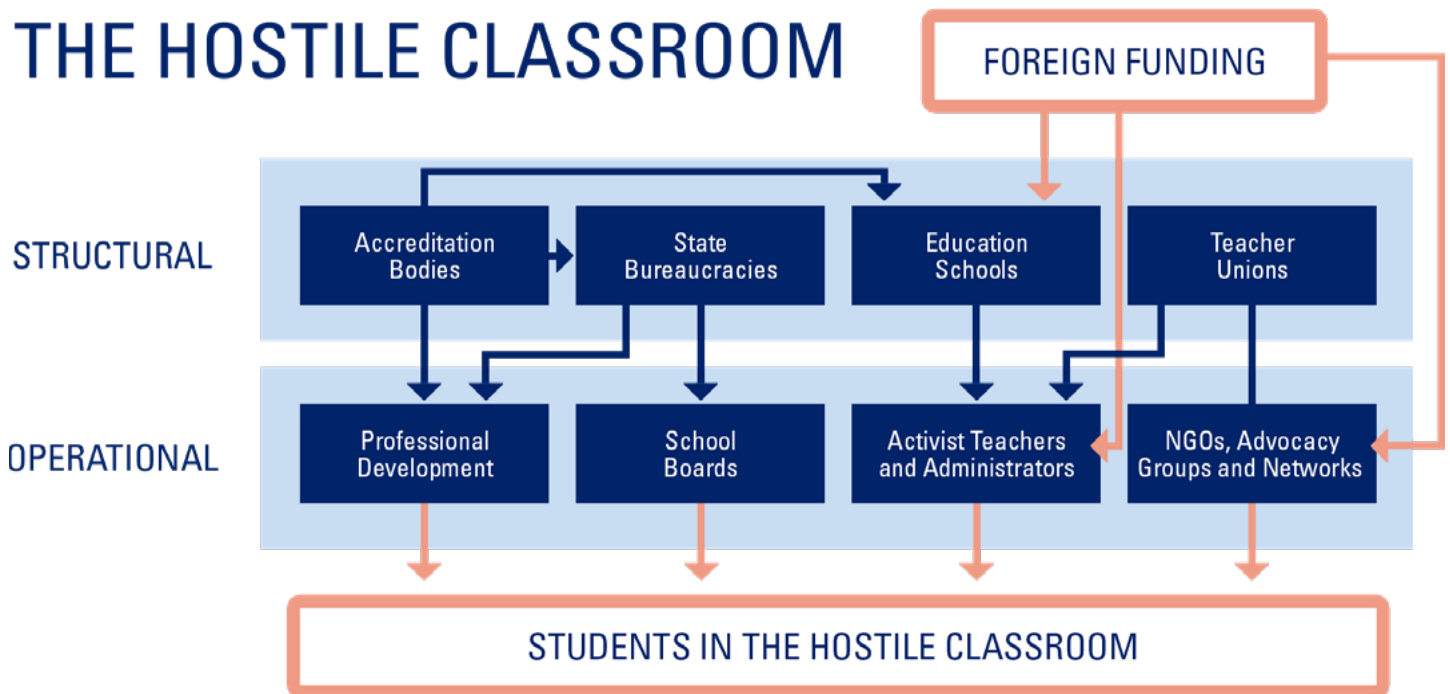 THE HOSTILE CLASSROOM
FOREIGN FUNDING
STRUCTURAL
Accreditation
Bodies
State
Bureaucracies
Education
Schools
Teacher
Unions
OPERATIONAL
Professional
Development
School
Boards
Activist Teachers
and Administrators
NGOs, Advocacy
Groups and Networks
STUDENTS IN THE HOSTILE CLASSROOM